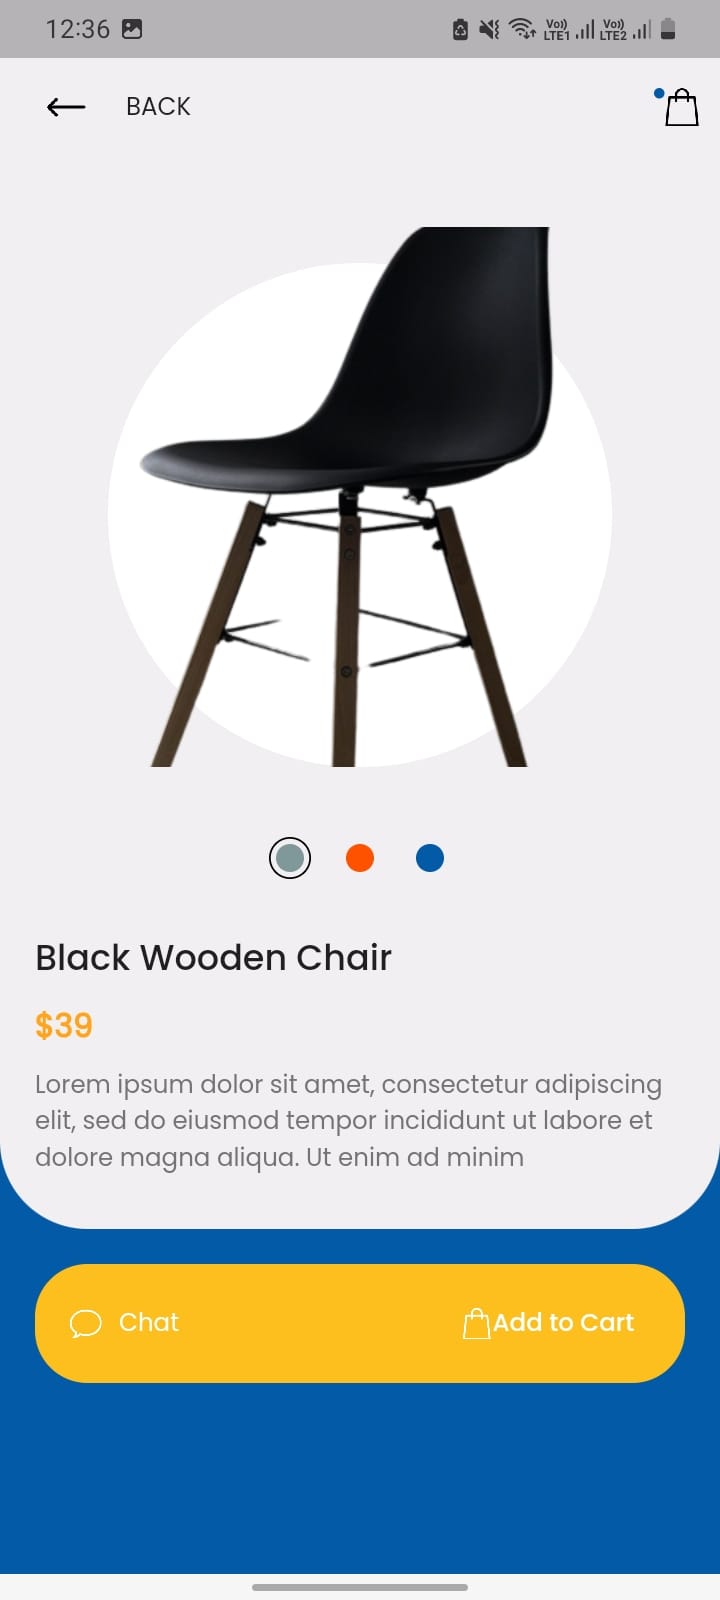 12:36
Vo)) LTE1 Vo)) LTE2
BACK
Black Wooden Chair
$39
Lorem ipsum dolor sit amet, consectetur adipiscing
elit, sed do eiusmod tempor incididunt ut labore et
dolore magna aliqua. Ut enim ad minim
Chat Add to Cart